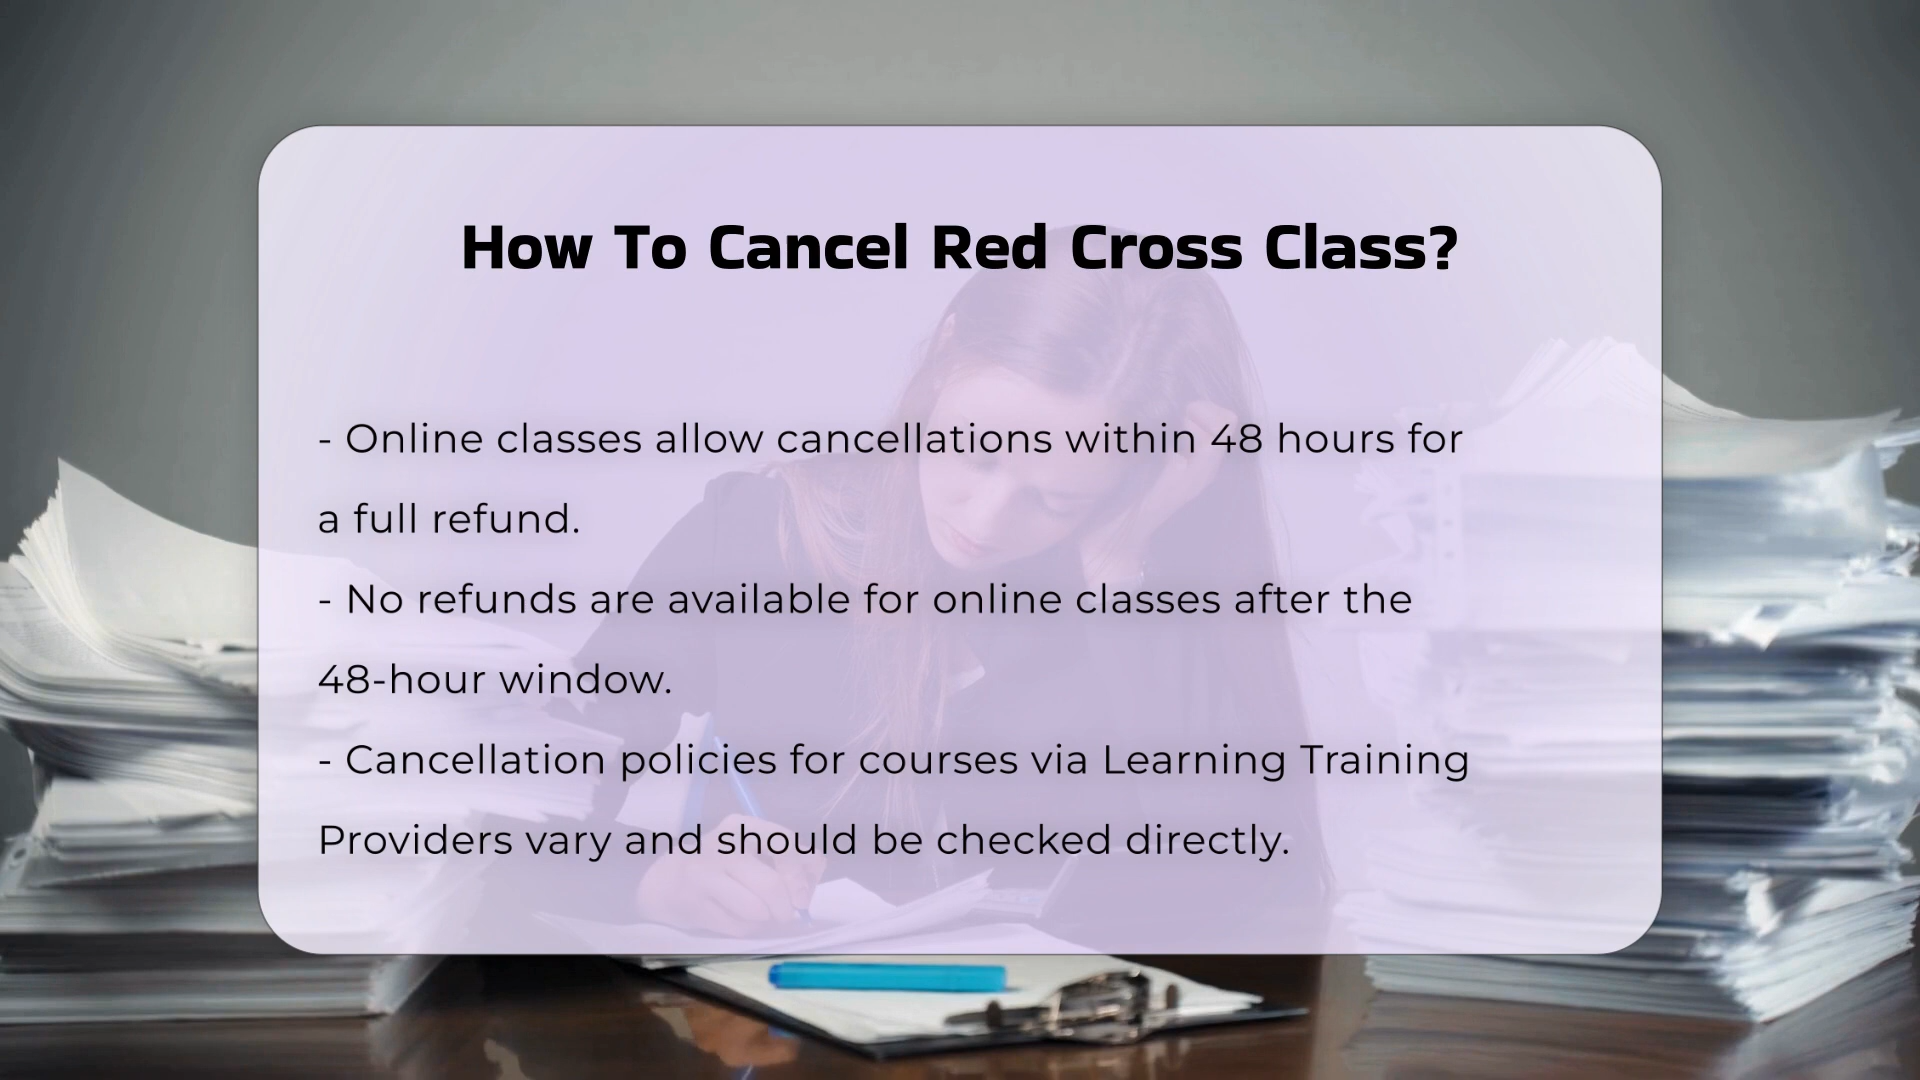 How To Cancel Red Cross Class?
- Online classes allow cancellations within 48 hours for
a full refund.
- No refunds are available for online classes after the
48-hour window.
- Cancellation policies for courses via Learning Training
Providers vary and should be checked directly.